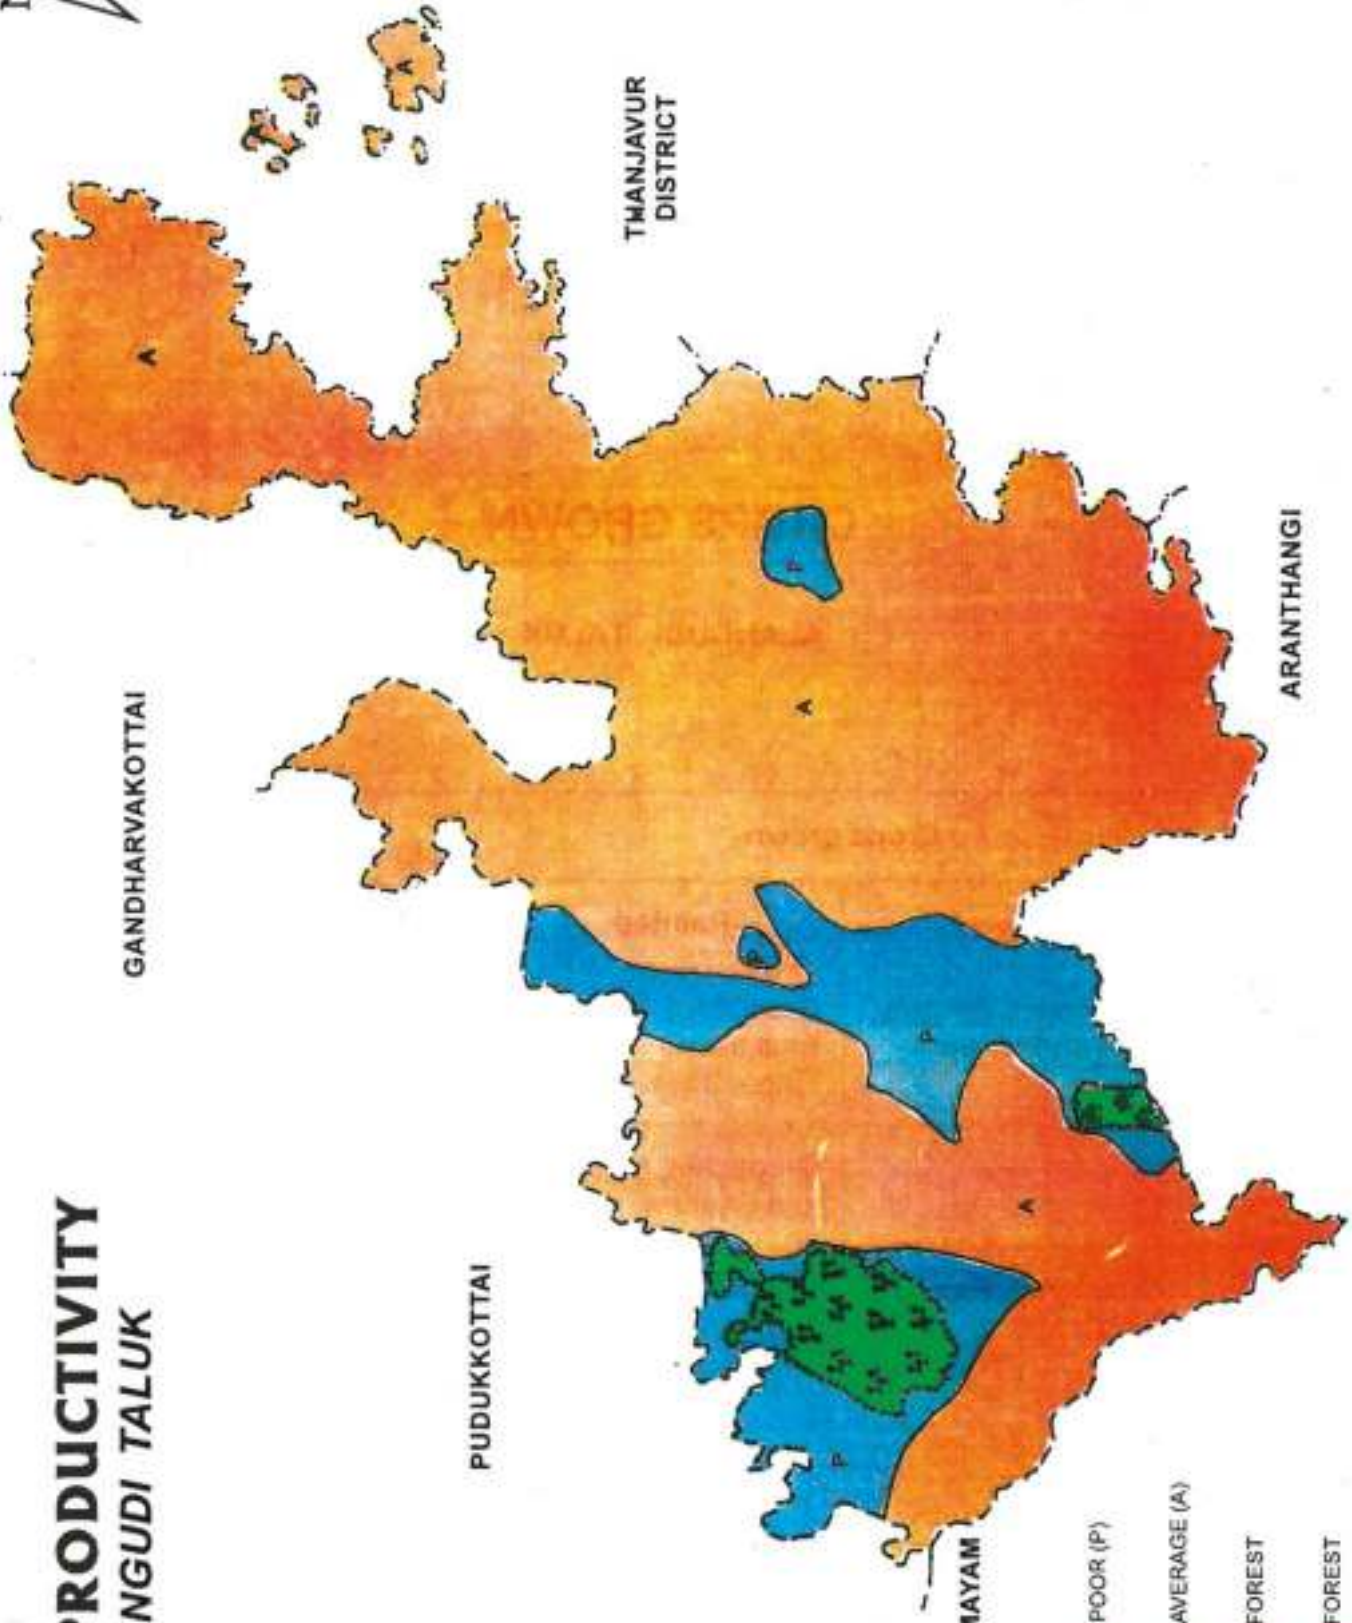 PRODUCTIVITY
NGUDI TALUK
GANDHARVAKOTTAI
PUDUKKOTTAI
THANJAVUR
DISTRICT
ARANTHANGI
MAYAM
A
A
A
A
P
P
P
P
POOR (P)
AVERAGE (A)
FOREST
FOREST